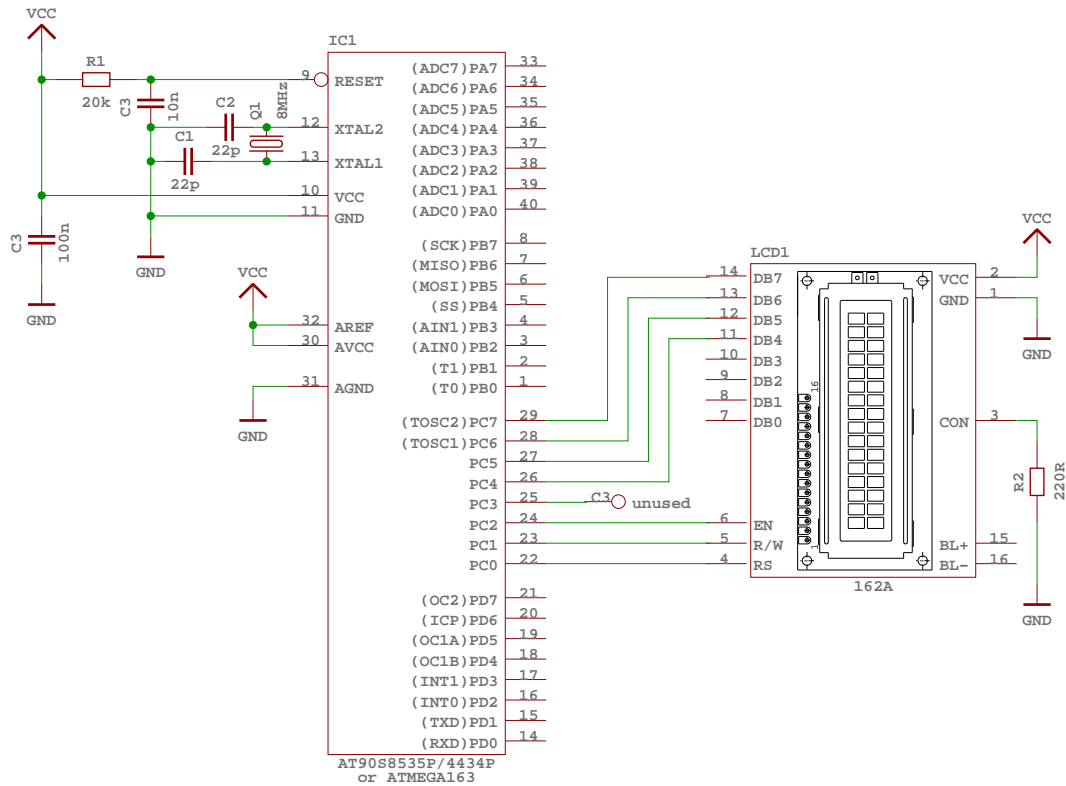 VCC
R1
20k
C3
10n
C2
22p
Q1
8MHz
C1
22p
C3
100n
GND
GND
VCC
GND
IC1
9 RESET
12 XTAL2
13 XTAL1
10 VCC
11 GND
32 AREF
30 AVCC
31 AGND
(ADC7)PA7 33
(ADC6)PA6 34
(ADC5)PA5 35
(ADC4)PA4 36
(ADC3)PA3 37
(ADC2)PA2 38
(ADC1)PA1 39
(ADC0)PA0 40
(SCK)PB7 8
(MISO)PB6 7
(MOSI)PB5 6
(SS)PB4 5
(AIN1)PB3 4
(AIN0)PB2 3
(T1)PB1 2
(T0)PB0 1
(TOSC2)PC7 29
(TOSC1)PC6 28
PC5 27
PC4 26
PC3 25
PC2 24
PC1 23
PC0 22
(OC2)PD7 21
(ICP)PD6 20
(OC1A)PD5 19
(OC1B)PD4 18
(INT1)PD3 17
(INT0)PD2 16
(TXD)PD1 15
(RXD)PD0 14
AT90S8535P/4434P
or ATMEGA163
C3 unused
LCD1
14 DB7
13 DB6
12 DB5
11 DB4
10 DB3
9 DB2
8 DB1
7 DB0
6 EN
5 R/W
4 RS
16
1
VCC 2
GND 1
CON 3
BL+ 15
BL- 16
162A
VCC
GND
R2
220R
GND